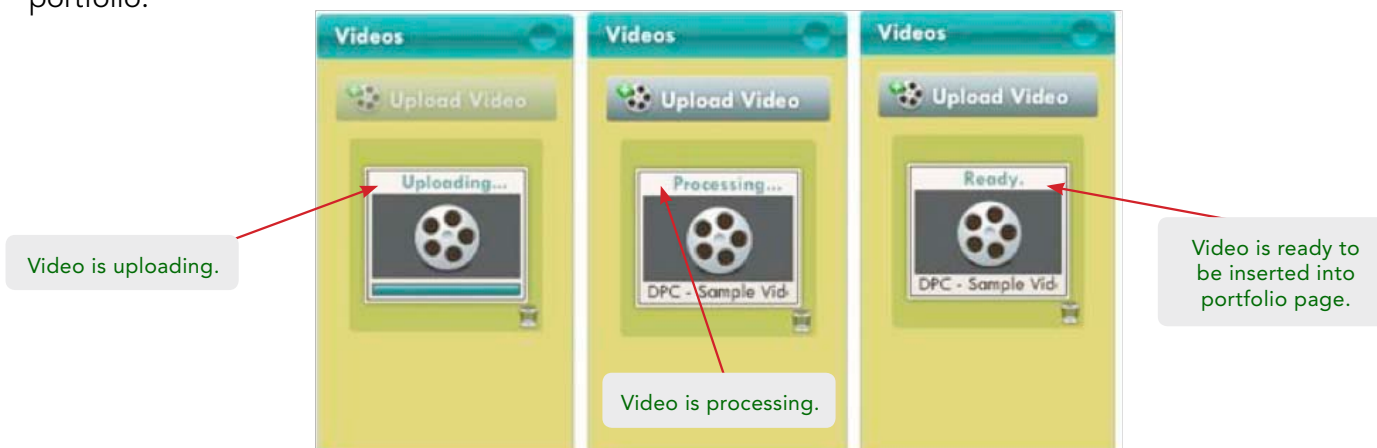 portfolio.
Videos
Videos
Videos
Upload Video
Upload Video
Upload Video
Uploading...
Processing...
Ready.
DPC - Sample Vid
DPC - Sample Vid
Video is uploading.
Video is processing.
Video is ready to
be inserted into
portfolio page.